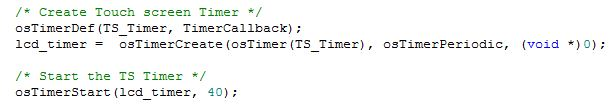 /* Create Touch screen Timer */
osTimerDef(TS_Timer, TimerCallback);
lcd_timer =  osTimerCreate(osTimer(TS_Timer), osTimerPeriodic, (void *)0);
/* Start the TS Timer */
osTimerStart(lcd_timer, 40);